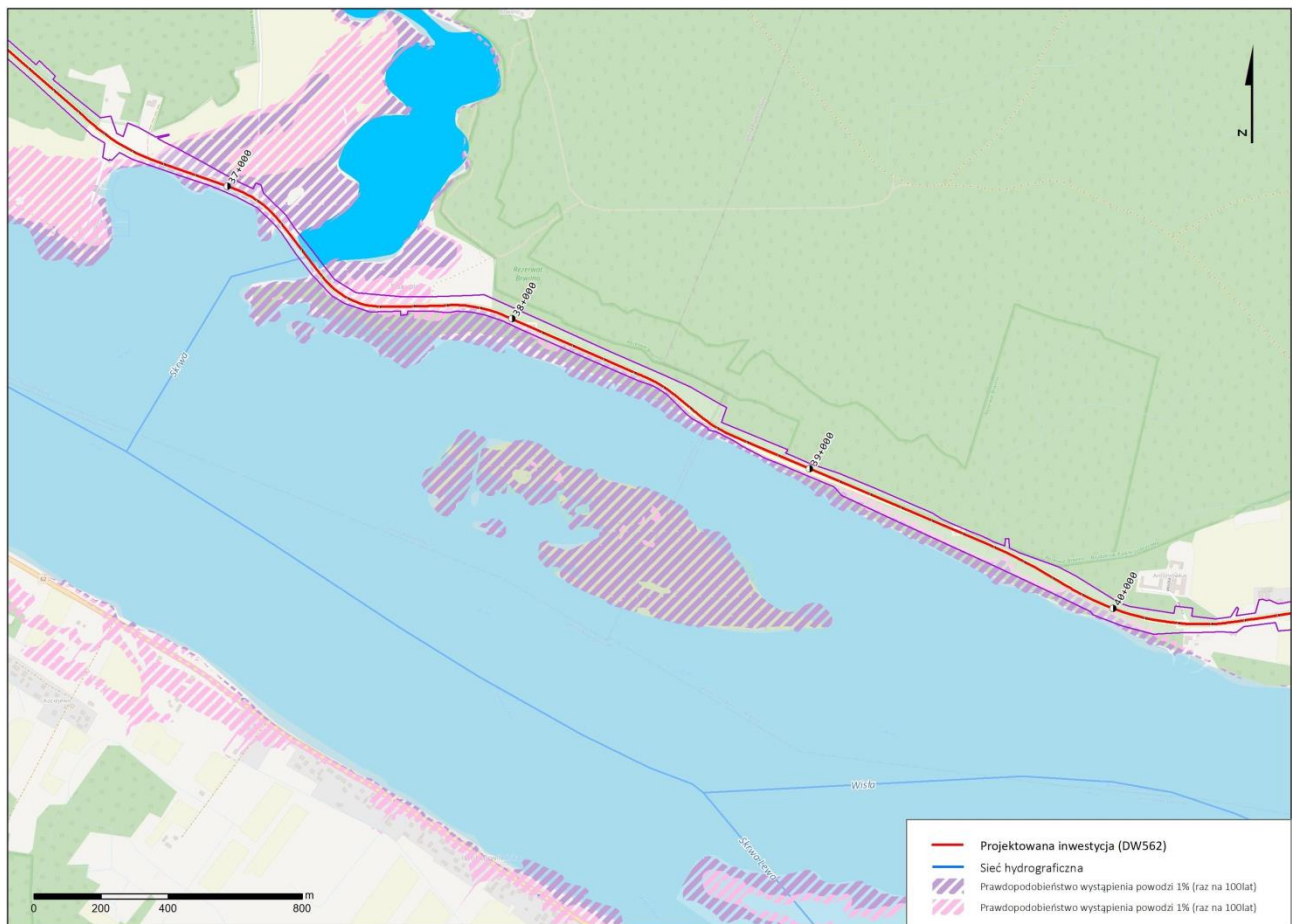 N
37+000
38+000
39+000
40+000
Rezerwat
Brwilno
Skrwa
Wisła
Skrwa Lewa
m
0 200 400 800
Projektowana inwestycja (DW562)
Sieć hydrograficzna
Prawdopodobieństwo wystąpienia powodzi 1% (raz na 100lat)
Prawdopodobieństwo wystąpienia powodzi 1% (raz na 100lat)